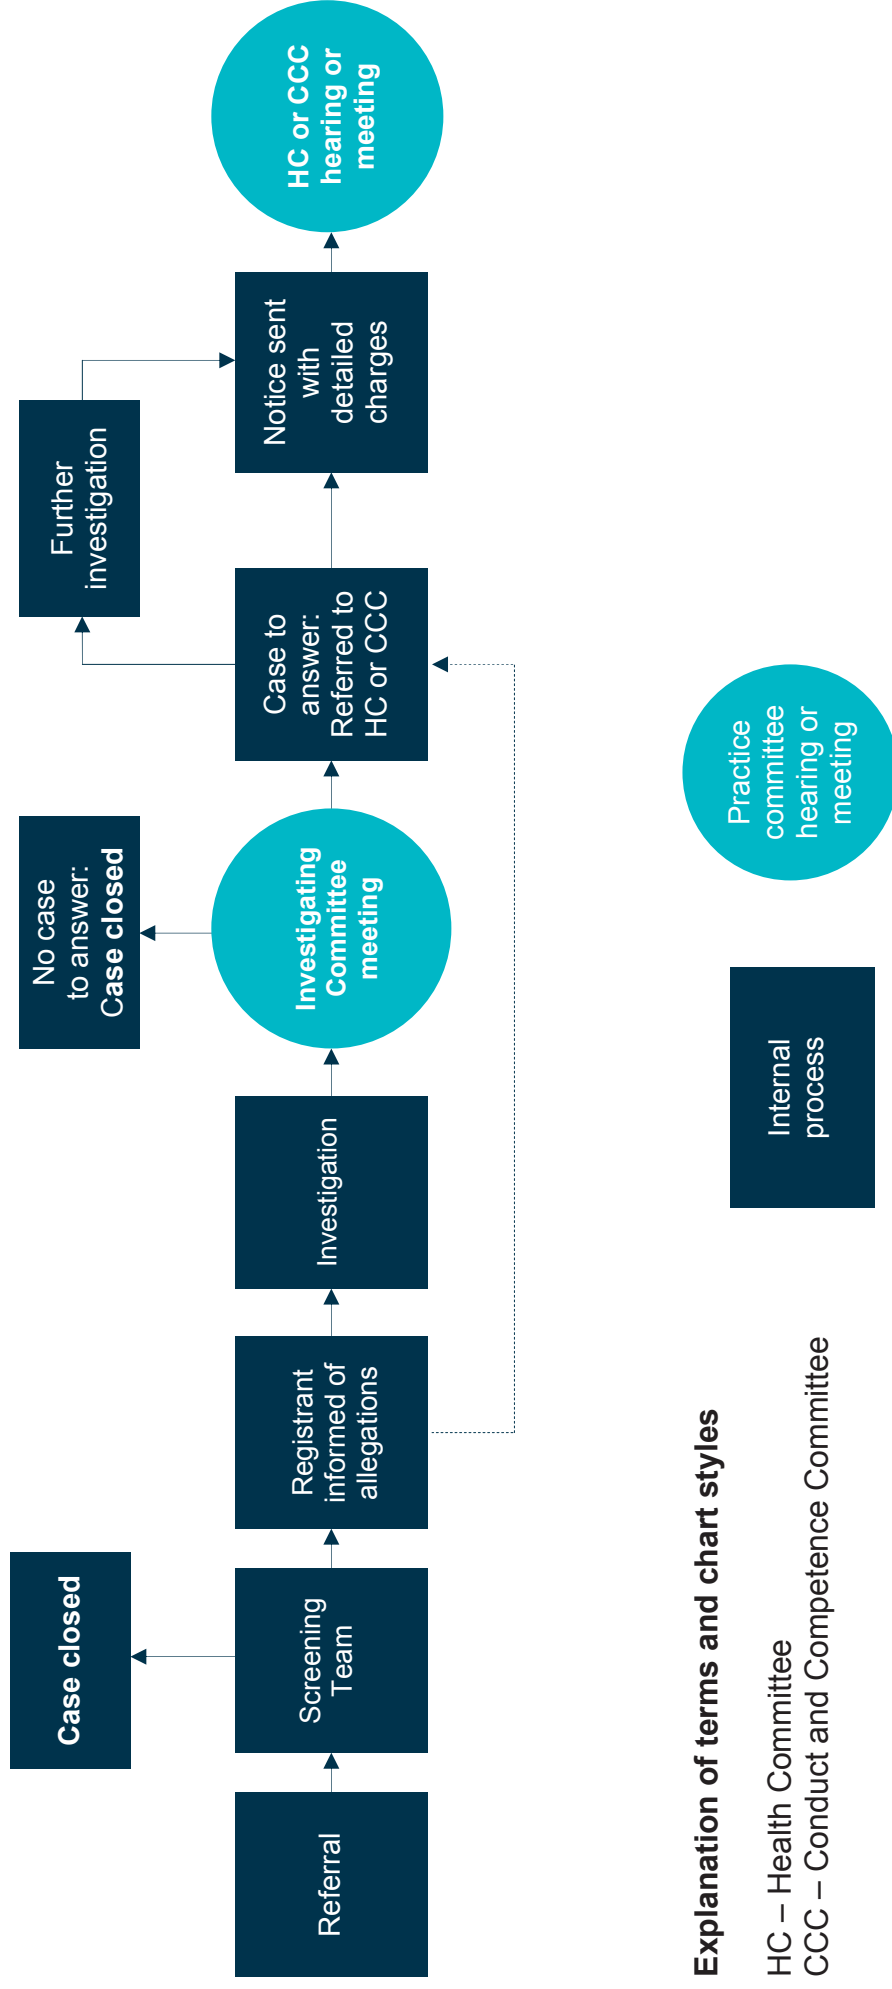 Referral
Screening
Team
Case closed
Registrant
informed of
allegations
Investigation
Investigating
Committee
meeting
No case
to answer:
Case closed
Case to
answer:
Referred to
HC or CCC
Further
investigation
Notice sent
with
detailed
charges
HC or CCC
hearing or
meeting
Explanation of terms and chart styles
HC – Health Committee
CCC – Conduct and Competence Committee
Internal
process
Practice
committee
hearing or
meeting